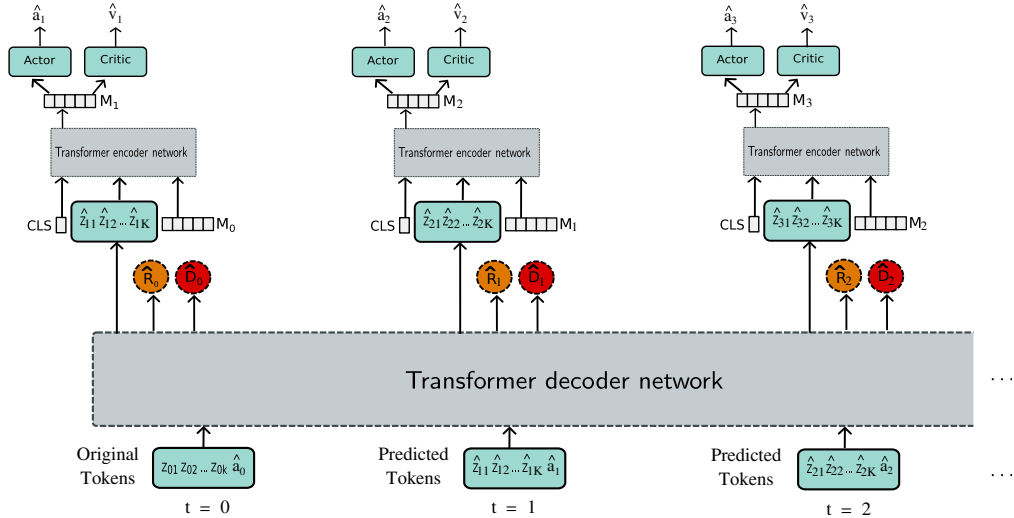 â₁ v̂₁ â₂ v̂₂ â₃ v̂₃
Actor Critic Actor Critic Actor Critic
M₁ M₂ M₃
Transformer encoder network Transformer encoder network Transformer encoder network
CLS ẑ₁₁ ẑ₁₂ ... ẑ₁K M₀ CLS ẑ₂₁ ẑ₂₂ ... ẑ₂K M₁ CLS ẑ₃₁ ẑ₃₂ ... ẑ₃K M₂
R̂₀ D̂₀ R̂₁ D̂₁ R̂₂ D̂₂
Transformer decoder network ...
Original Tokens
z₀₁ z₀₂ ... z₀k â₀
Predicted Tokens
ẑ₁₁ ẑ₁₂ ... ẑ₁K â₁
Predicted Tokens
ẑ₂₁ ẑ₂₂ ... ẑ₂K â₂
...
t = 0 t = 1 t = 2